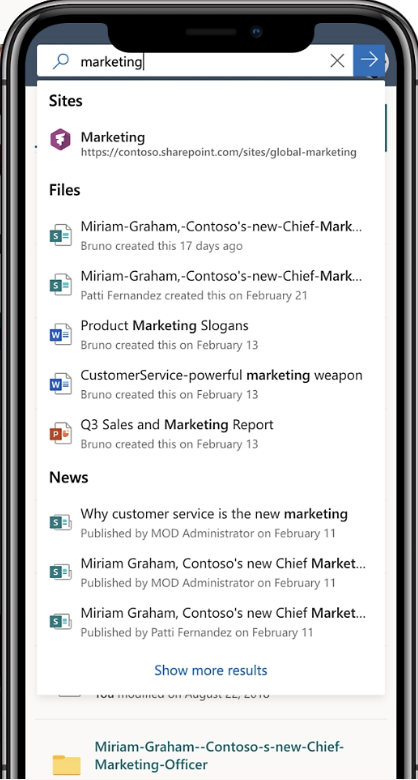 marketing
Sites
Marketing
https://contoso.sharepoint.com/sites/global-marketing
Files
Miriam-Graham,-Contoso's-new-Chief-Mark...
Bruno created this 17 days ago
Miriam-Graham,-Contoso's-new-Chief-Mark...
Patti Fernandez created this on February 21
Product Marketing Slogans
Bruno created this on February 13
CustomerService-powerful marketing weapon
Bruno created this on February 13
Q3 Sales and Marketing Report
Bruno created this on February 13
News
Why customer service is the new marketing
Published by MOD Administrator on February 11
Miriam Graham, Contoso's new Chief Market...
Published by MOD Administrator on February 11
Miriam Graham, Contoso's new Chief Market...
Published by Patti Fernandez on February 11
Show more results
You modified on August 22, 2018
Miriam-Graham--Contoso-s-new-Chief-
Marketing-Officer